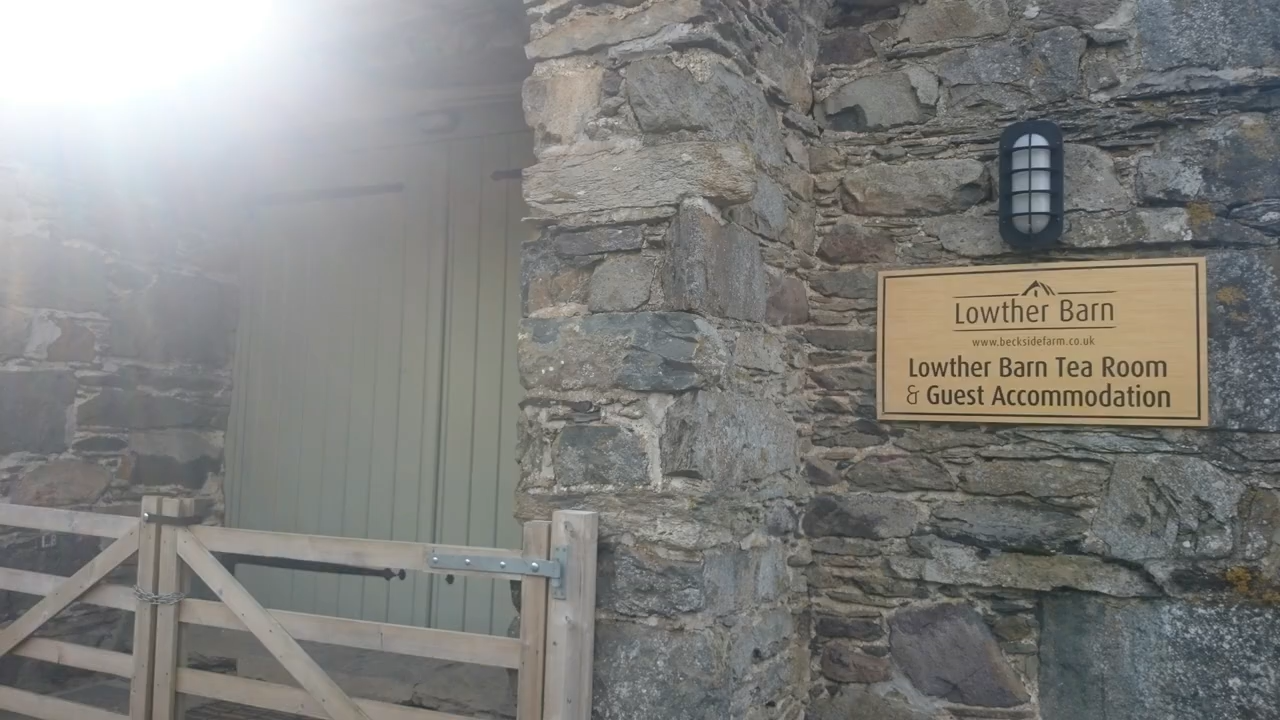 Lowther Barn
www.becksidefarm.co.uk
Lowther Barn Tea Room
& Guest Accommodation